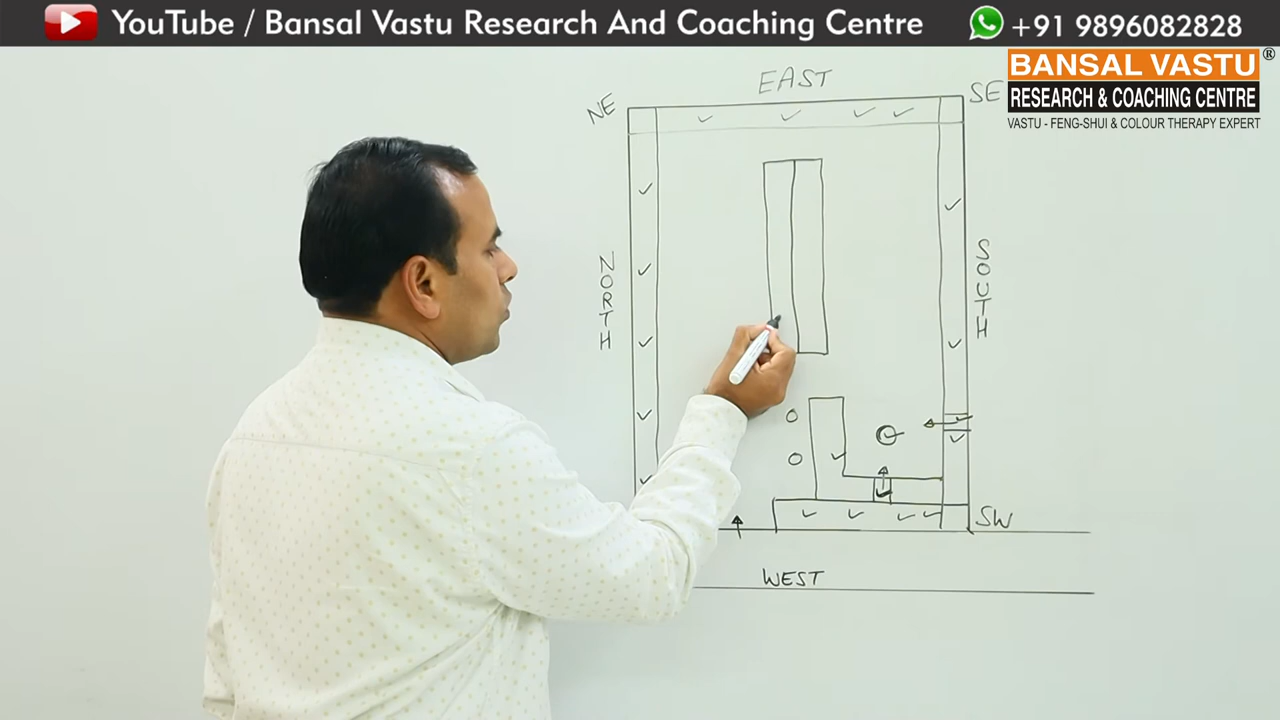 YouTube / Bansal Vastu Research And Coaching Centre
+91 9896082828
BANSAL VASTU ®
RESEARCH & COACHING CENTRE
VASTU - FENG-SHUI & COLOUR THERAPY EXPERT
EAST
NE
SE
NORTH
SOUTH
SW
WEST